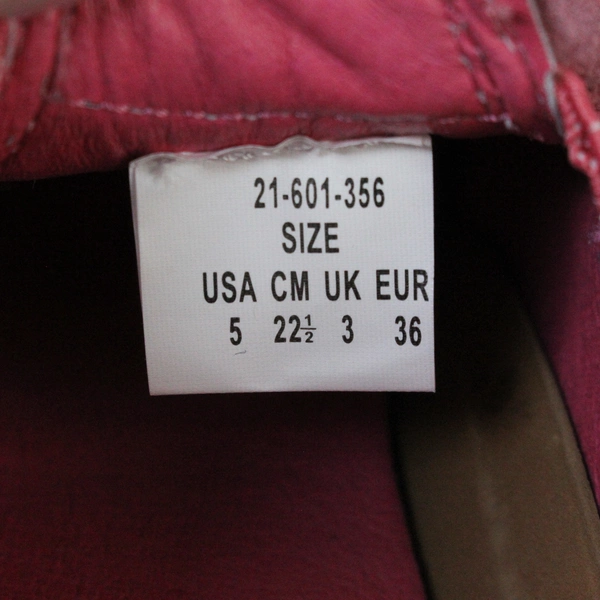 21-601-356
SIZE
USA CM UK EUR
5 22½ 3 36